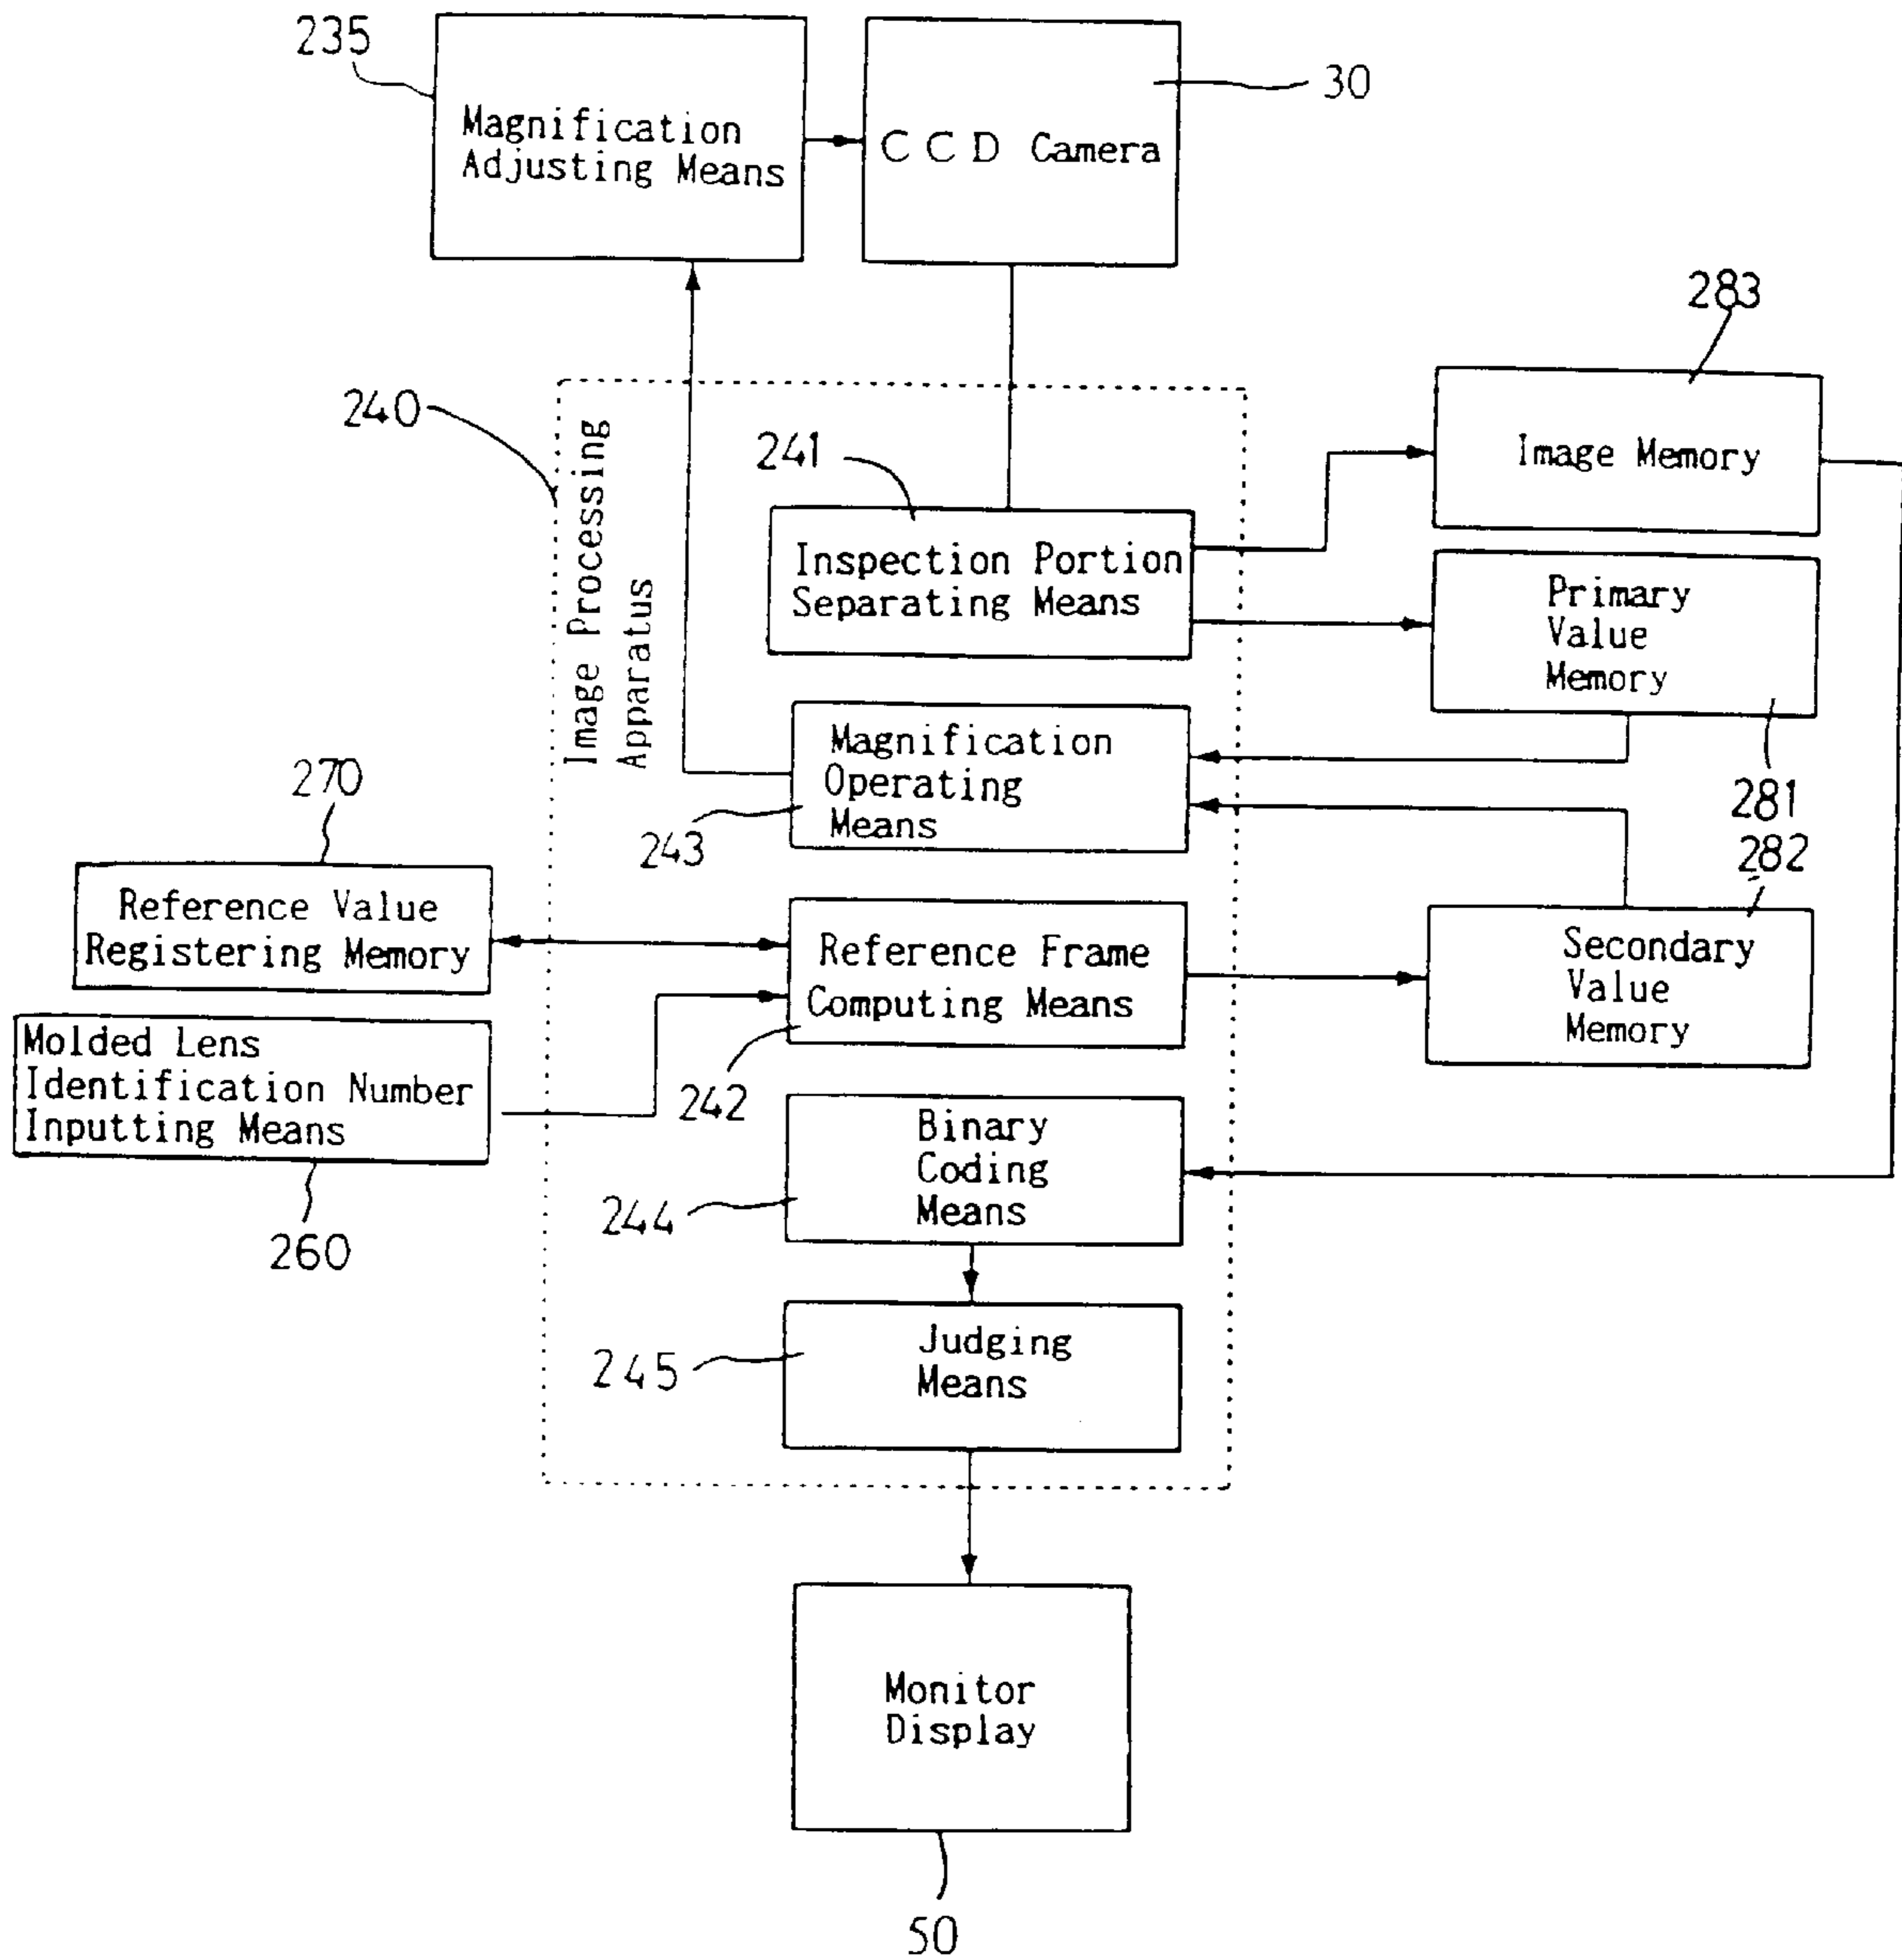 235
Magnification
Adjusting Means
CCD Camera
30
283
Image Memory
240
Image Processing
Apparatus
241
Inspection Portion
Separating Means
Primary
Value
Memory
281
Magnification
Operating
Means
243
282
270
Reference Value
Registering Memory
Reference Frame
Computing Means
242
Secondary
Value
Memory
Molded Lens
Identification Number
Inputting Means
260
Binary
Coding
Means
244
Judging
Means
245
Monitor
Display
50